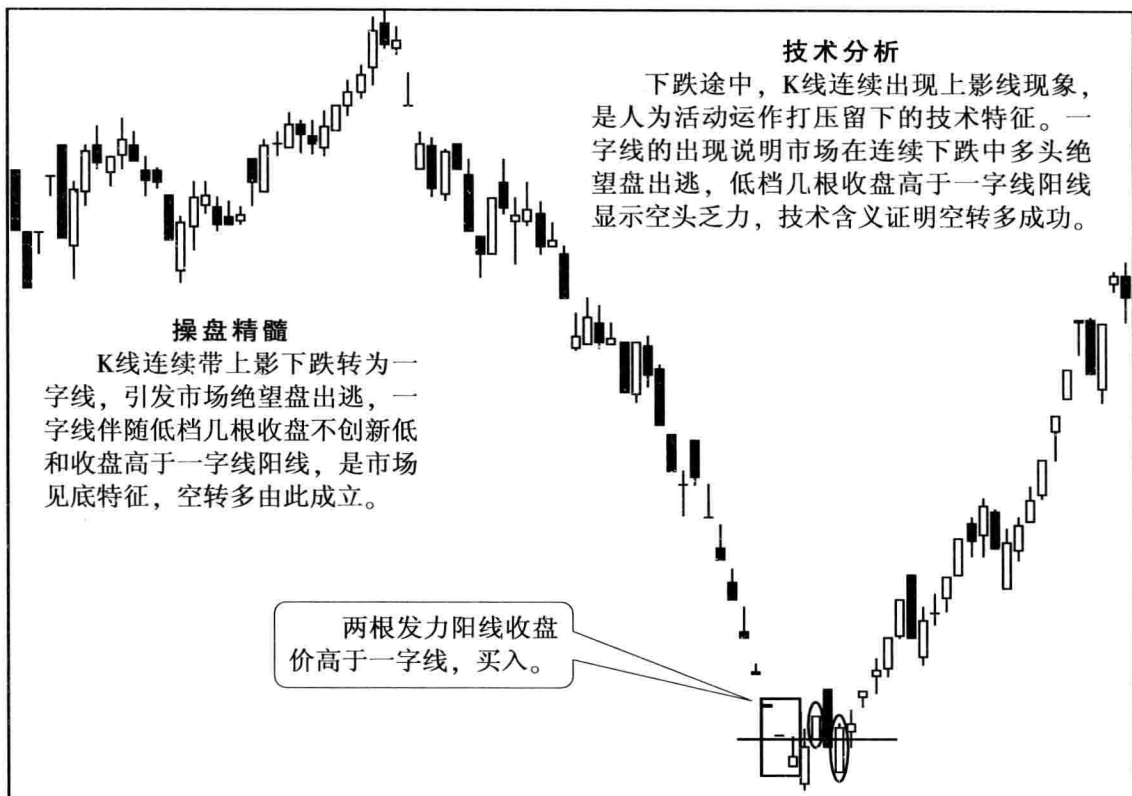 技术分析
下跌途中，K线连续出现上影线现象，
是人为活动运作打压留下的技术特征。一
字线的出现说明市场在连续下跌中多头绝
望盘出逃，低档几根收盘高于一字线阳线
显示空头乏力，技术含义证明空转多成功。
操盘精髓
K线连续带上影下跌转为一
字线，引发市场绝望盘出逃，一
字线伴随低档几根收盘不创新低
和收盘高于一字线阳线，是市场
见底特征，空转多由此成立。
两根发力阳线收盘
价高于一字线，买入。